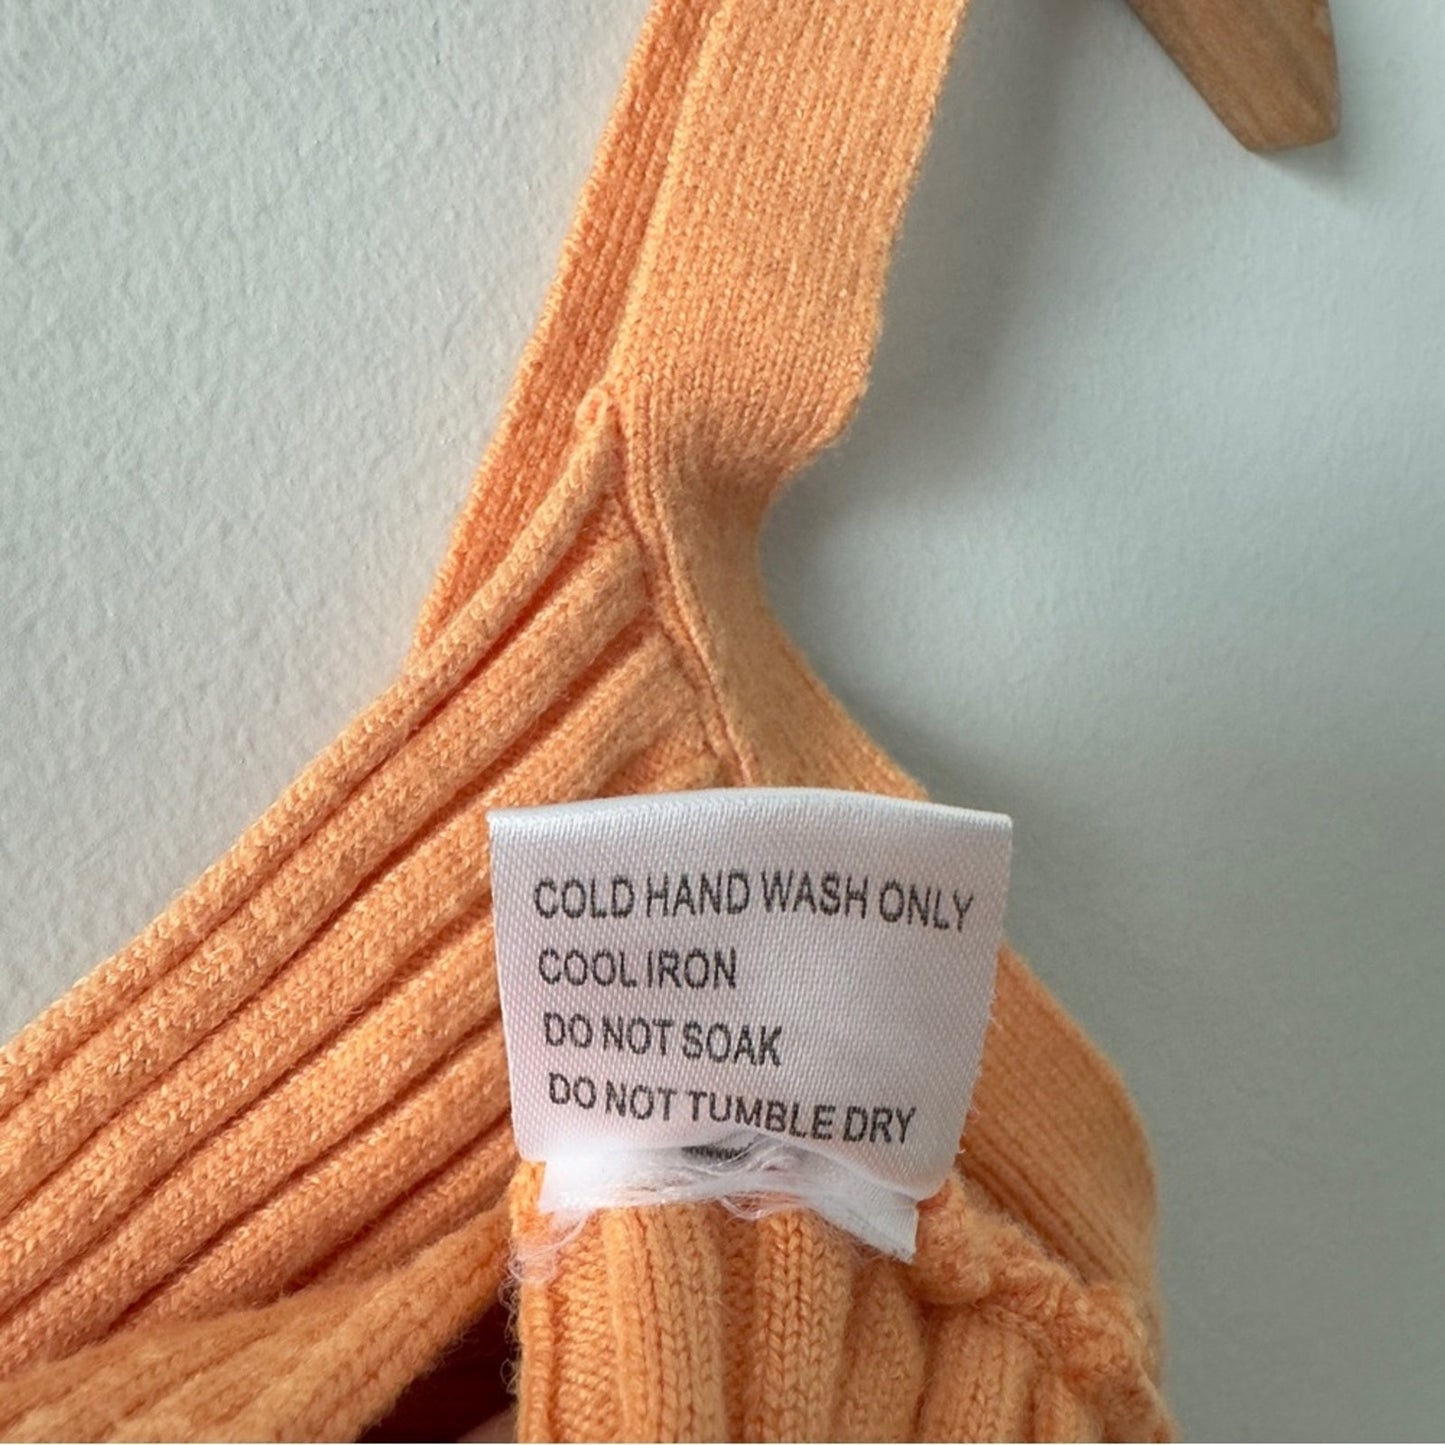 COLD HAND WASH ONLY
COOL IRON
DO NOT SOAK
DO NOT TUMBLE DRY